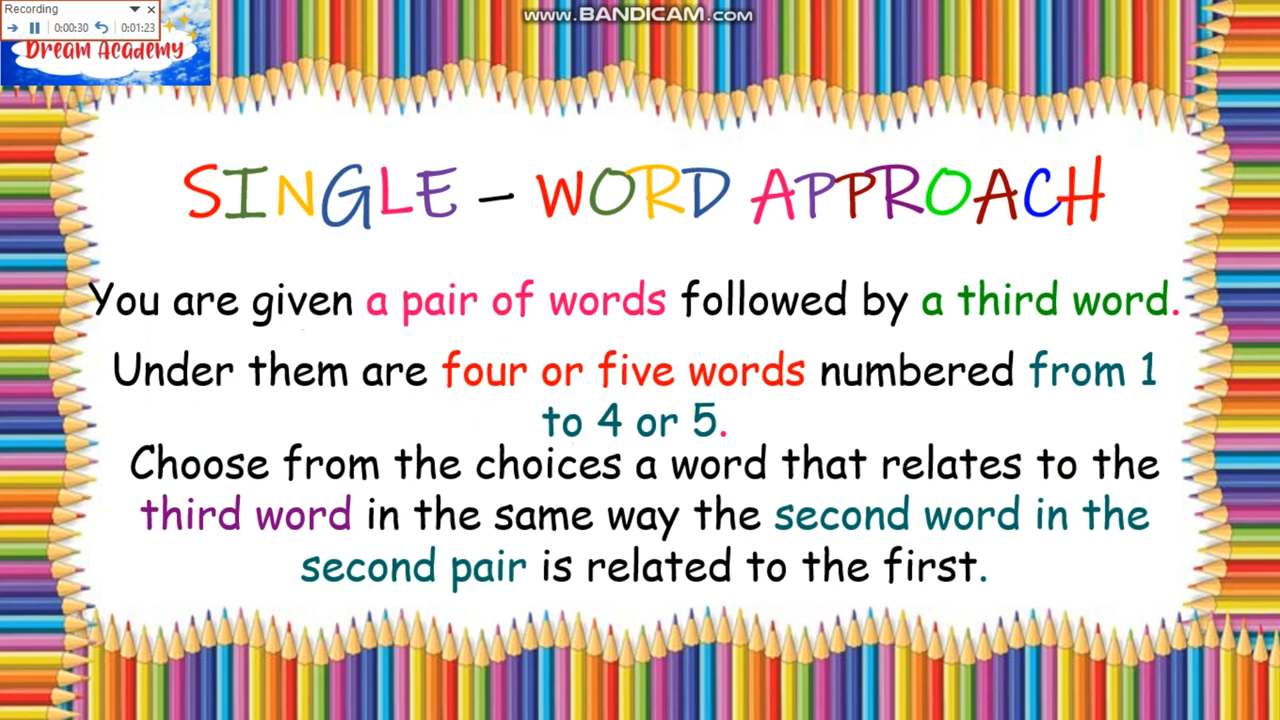 Recording
0:00:30 0:01:23
Dream Academy
www.BANDICAM.com
SINGLE – WORD APPROACH
You are given a pair of words followed by a third word.
Under them are four or five words numbered from 1
to 4 or 5.
Choose from the choices a word that relates to the
third word in the same way the second word in the
second pair is related to the first.